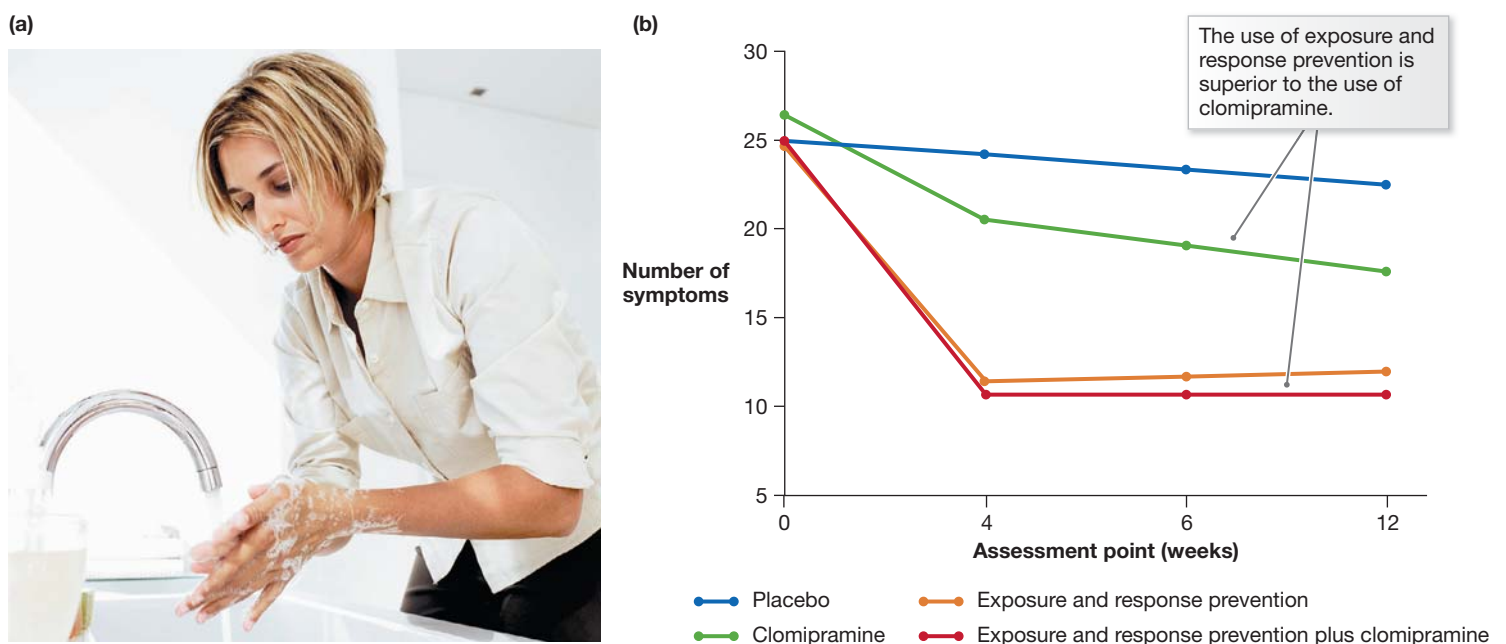 (a)
(b)
The use of exposure and
response prevention is
superior to the use of
clomipramine.
30
25
20
15
10
5
Number of
symptoms
0 4 6 12
Assessment point (weeks)
Placebo Exposure and response prevention
Clomipramine Exposure and response prevention plus clomipramine